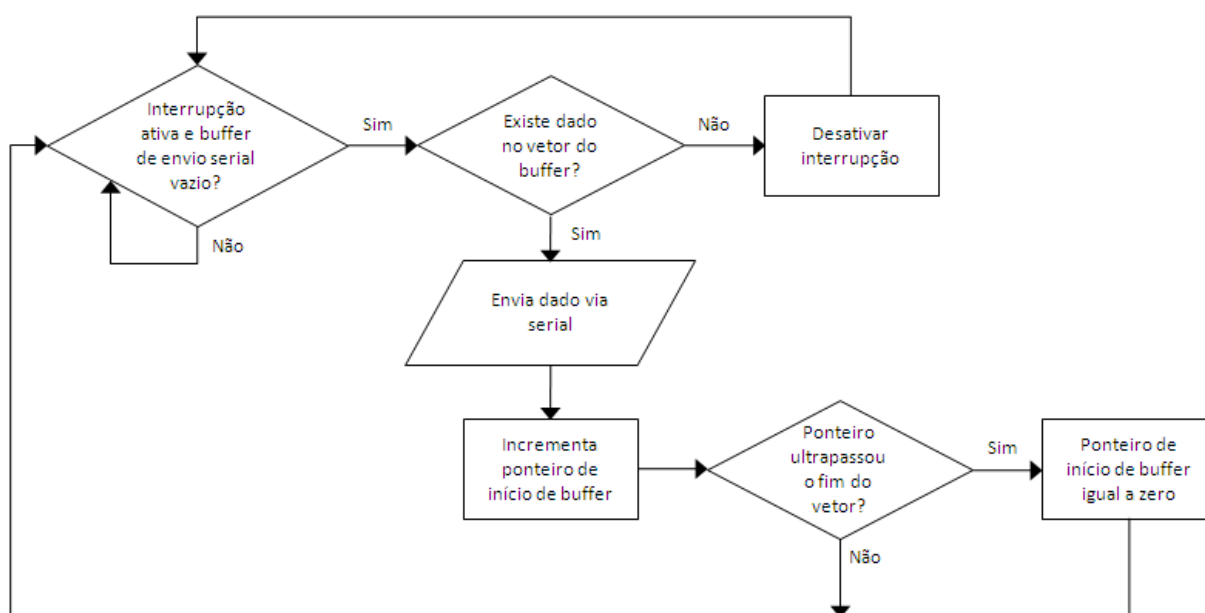 Interrupção
ativa e buffer
de envio serial
vazio?
Sim
Não
Existe dado
no vetor do
buffer?
Não
Sim
Desativar
interrupção
Envia dado via
serial
Incrementa
ponteiro de
início de buffer
Ponteiro
ultrapassou
o fim do
vetor?
Sim
Não
Ponteiro de
início de buffer
igual a zero